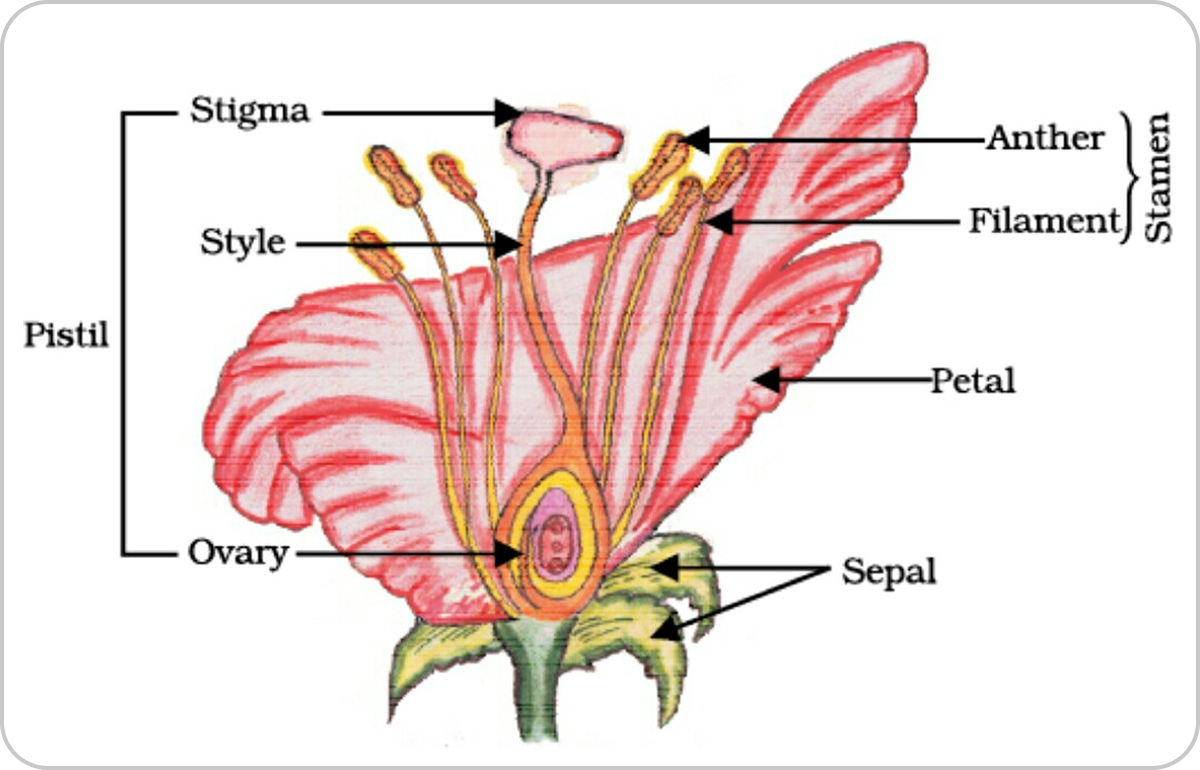 Stigma
Anther
Stamen
Filament
Style
Pistil
Petal
Ovary
Sepal